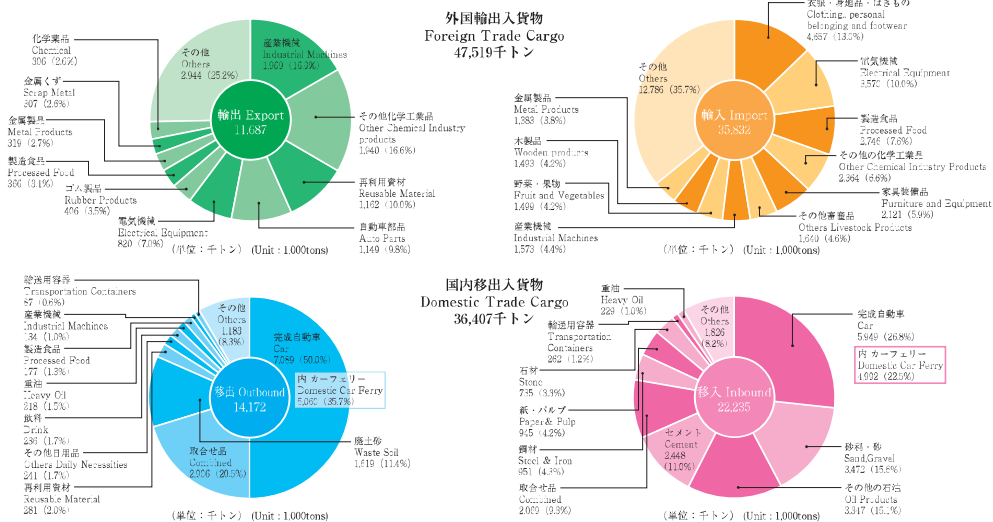 外国輸出入貨物
Foreign Trade Cargo
47,519千トン
化学薬品
Chemical
306 (2.6%)
金属くず
Scrap Metal
307 (2.6%)
金属製品
Metal Products
319 (2.7%)
製造食品
Processed Food
366 (3.1%)
ゴム製品
Rubber Products
406 (3.5%)
電気機械
Electrical Equipment
820 (7.0%)
その他
Others
2,944 (25.2%)
産業機械
Industrial Machines
輸出 Export
11,687
その他化学工業品
Other Chemical Industry
products
1,940 (16.6%)
再利用資材
Reusable Material
1,162 (10.0%)
自動車部品
Auto Parts
1,149 (9.8%)
(単位:千トン) (Unit : 1,000tons)
衣類・身廻品・はきもの
Clothing, personal
belonging and footwear
4,657 (13.0%)
電気機械
Electrical Equipment
3,570 (10.0%)
製造食品
Processed Food
2,746 (7.6%)
その他の化学工業品
Other Chemical Industry Products
2,364 (6.6%)
家具装備品
Furniture and Equipment
2,121 (5.9%)
その他畜産品
Others Livestock Products
1,640 (4.6%)
その他
Others
12,786 (35.7%)
輸入 Import
35,832
金属製品
Metal Products
1,383 (3.8%)
木製品
Wooden products
1,493 (4.2%)
野菜・果物
Fruit and Vegetables
1,499 (4.2%)
産業機械
Industrial Machines
1,573 (4.4%)
(単位:千トン) (Unit : 1,000tons)
国内移出入貨物
Domestic Trade Cargo
36,407千トン
輸送用容器
Transportation Containers
87 (0.6%)
産業機械
Industrial Machines
134 (1.0%)
製造食品
Processed Food
177 (1.3%)
重油
Heavy Oil
218 (1.5%)
飲料
Drink
236 (1.7%)
その他日用品
Others Daily Necessities
241 (1.7%)
再利用資材
Reusable Material
281 (2.0%)
その他
Others
1,183
(8.3%)
完成自動車
Car
7,089 (50.0%)
内 カーフェリー
Domestic Car Ferry
5,060 (35.7%)
移出 Outbound
14,172
取合せ品
Combined
2,906 (20.5%)
廃土砂
Waste Soil
1,619 (11.4%)
(単位:千トン) (Unit : 1,000tons)
重油
Heavy Oil
229 (1.0%)
輸送用容器
Transportation
Containers
262 (1.2%)
石材
Stone
735 (3.3%)
紙・パルプ
Paper & Pulp
945 (4.2%)
鋼材
Steel & Iron
951 (4.3%)
取合せ品
Combined
2,069 (9.3%)
その他
Others
1,826
(8.2%)
移入 Inbound
22,235
セメント
Cement
2,448
(11.0%)
完成自動車
Car
5,949 (26.8%)
内 カーフェリー
Domestic Car Ferry
4,992 (22.5%)
砂利・砂
Sand,Gravel
3,472 (15.6%)
その他の石油
Oil Products
3,347 (15.1%)
(単位:千トン) (Unit : 1,000tons)